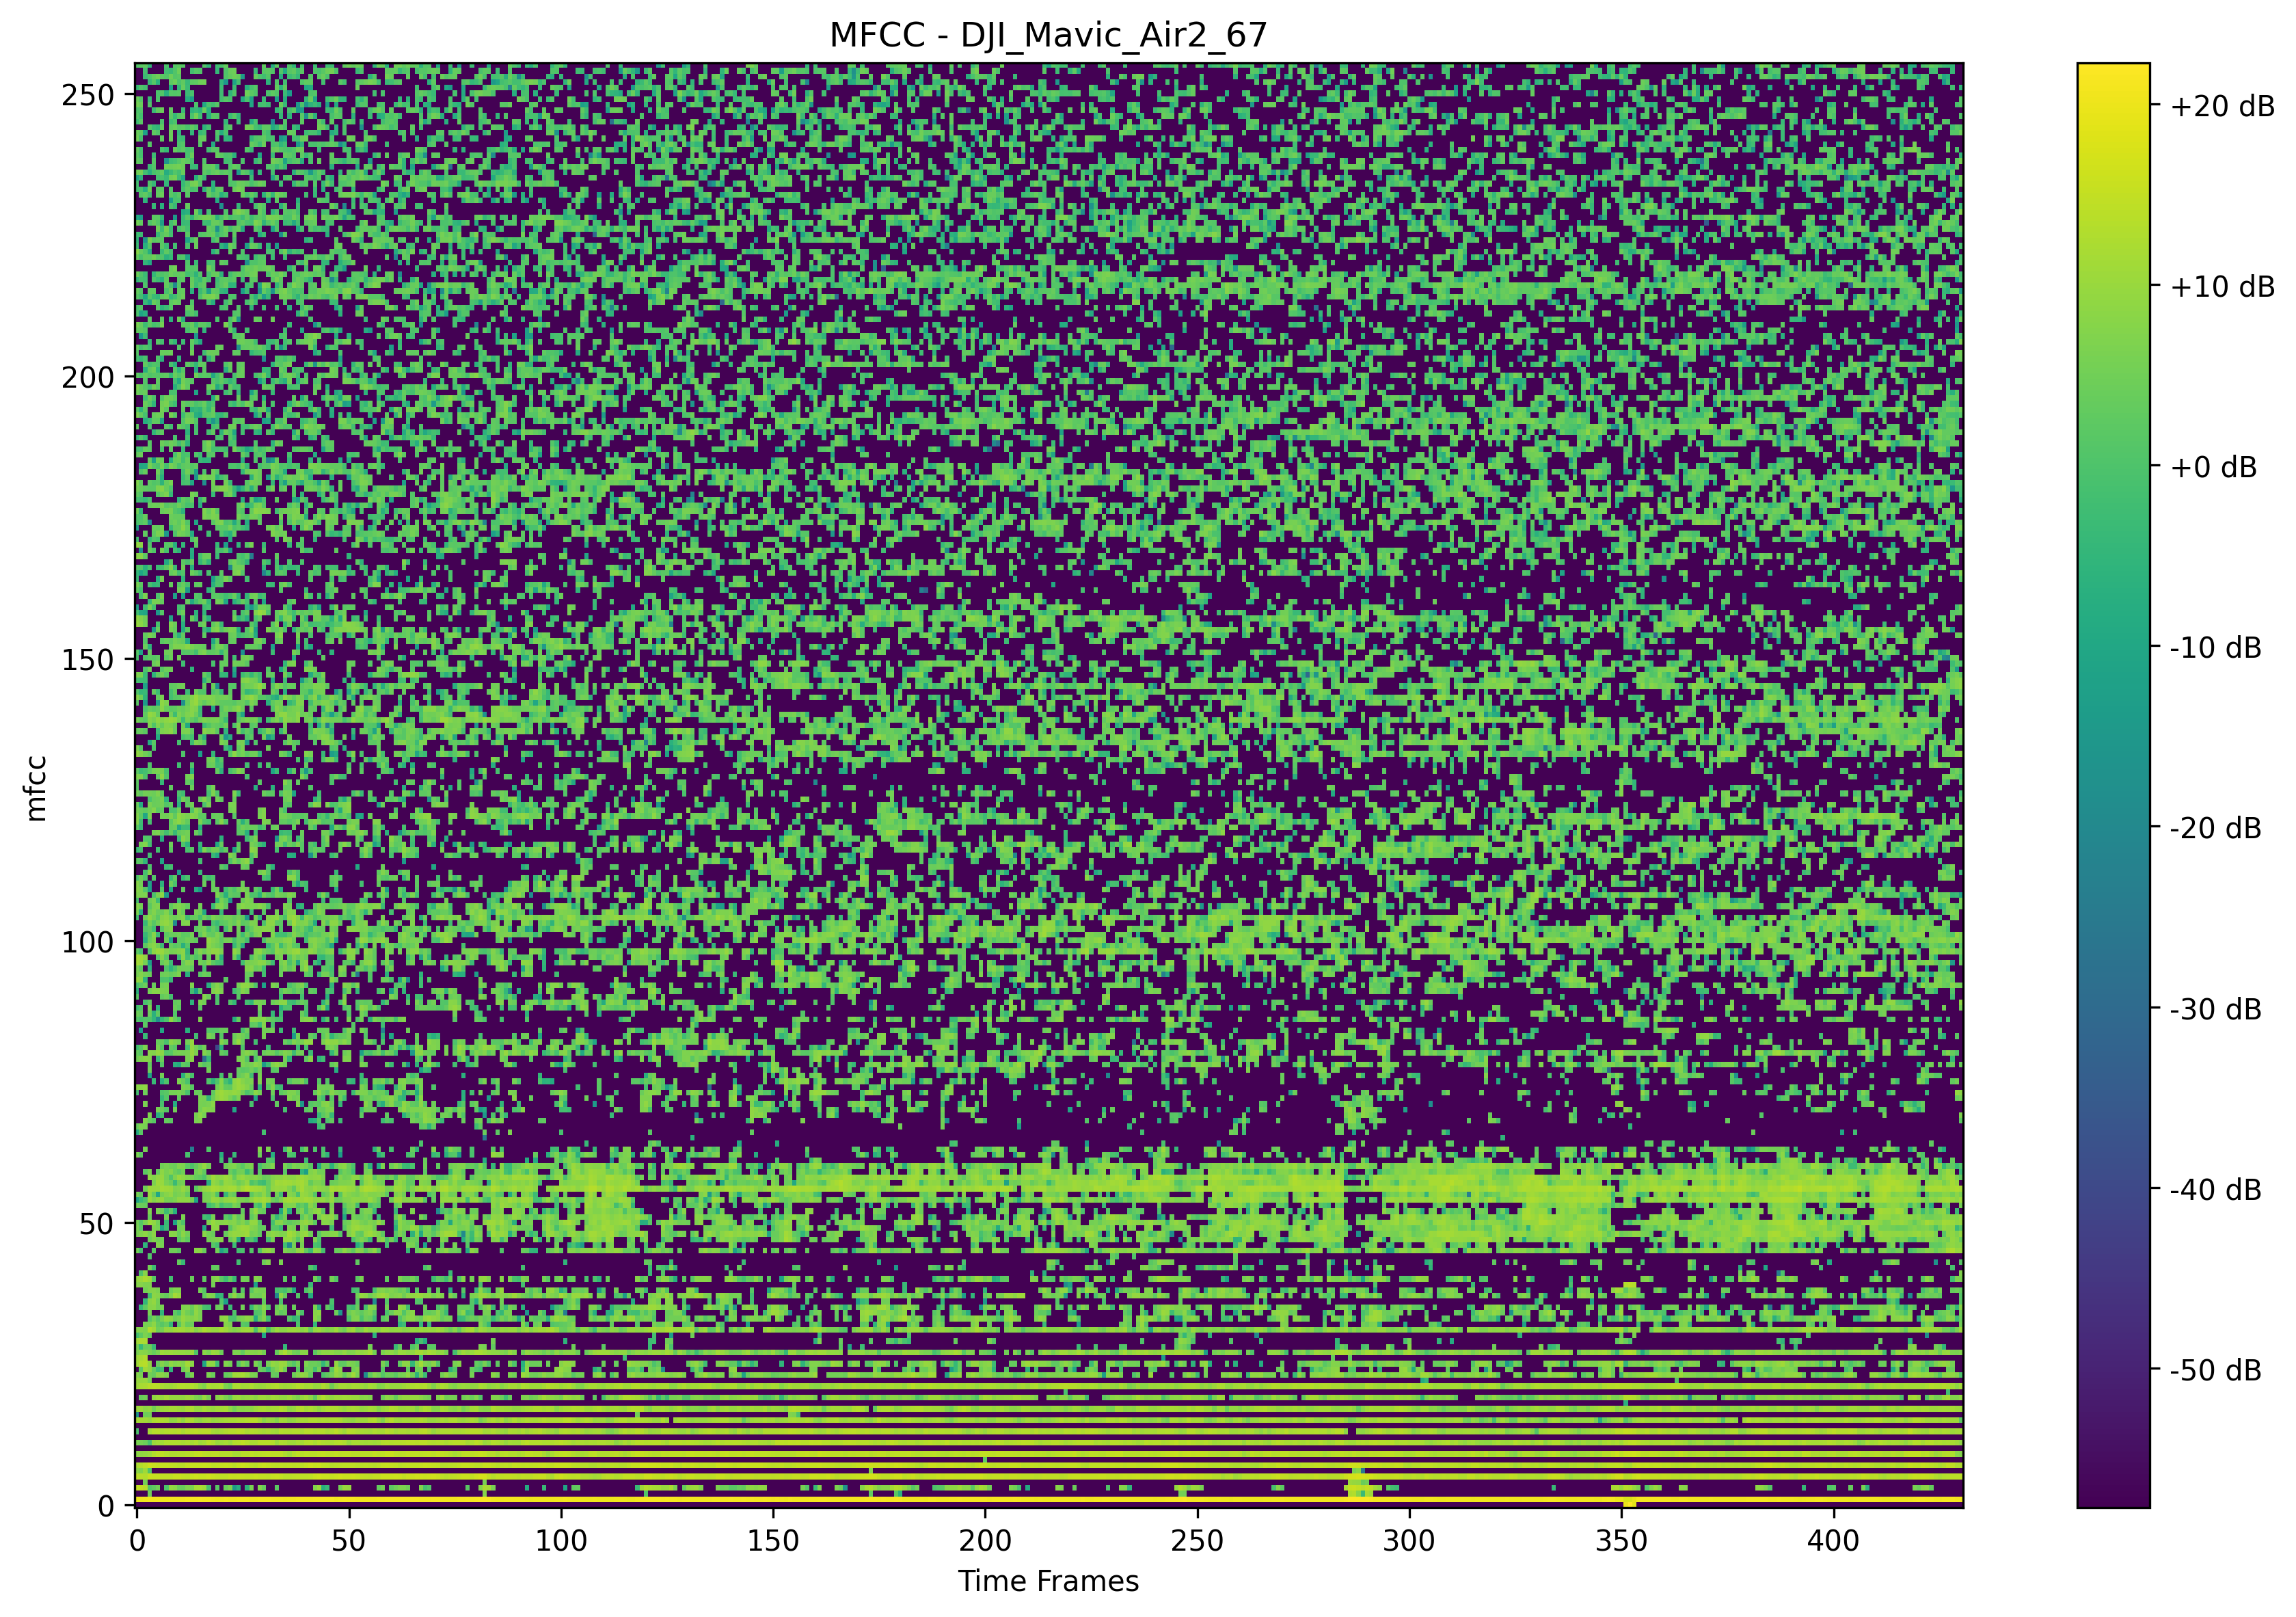 MFCC - DJI_Mavic_Air2_67
mfcc
250
200
150
100
50
0
0 50 100 150 200 250 300 350 400
Time Frames
+20 dB
+10 dB
+0 dB
-10 dB
-20 dB
-30 dB
-40 dB
-50 dB